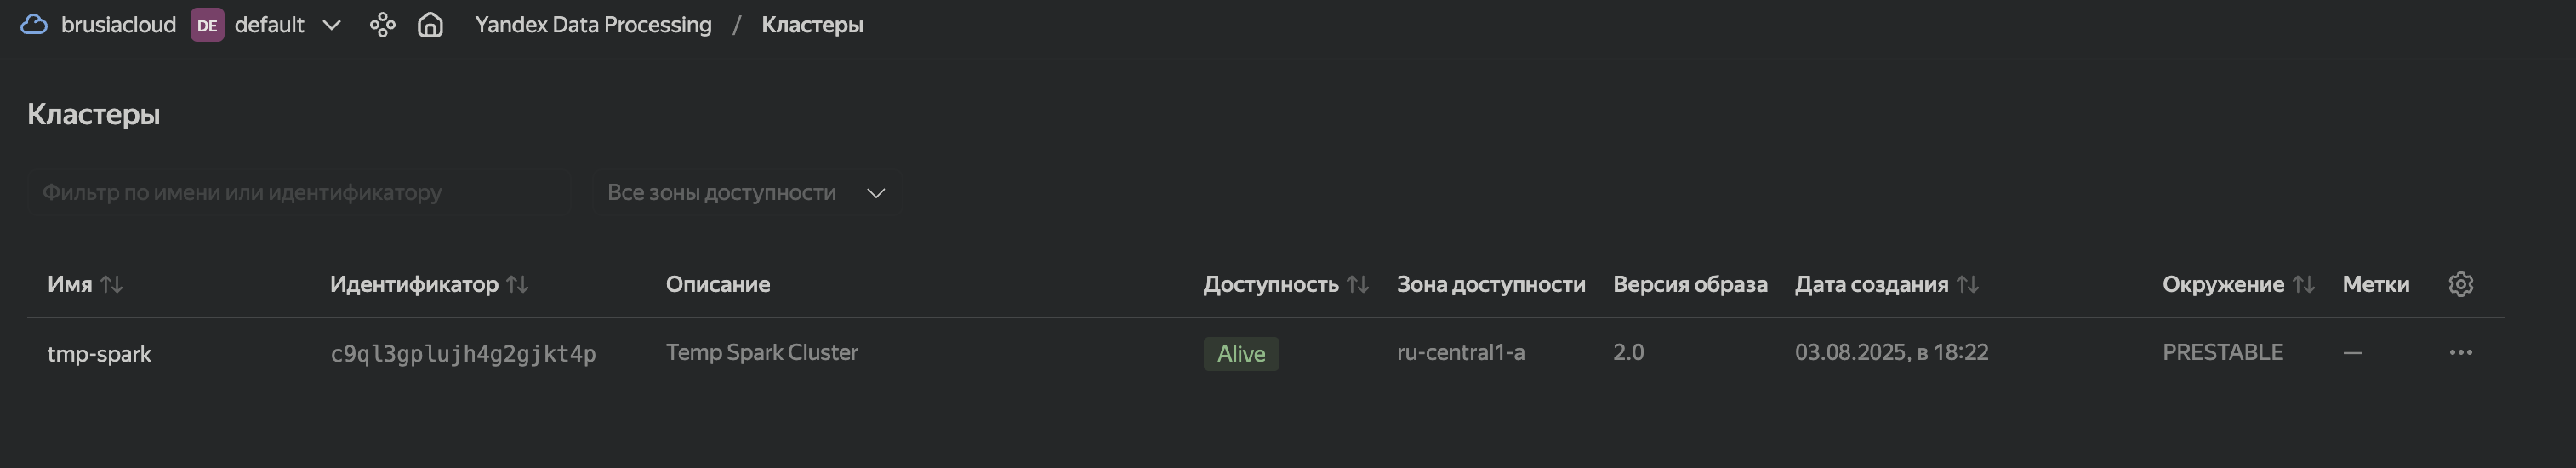 brusiacloud DE default Yandex Data Processing / Кластеры
Кластеры
Фильтр по имени или идентификатору Все зоны доступности
Имя Идентификатор Описание Доступность Зона доступности Версия образа Дата создания Окружение Метки
tmp-spark c9ql3gplujh4g2gjkt4p Temp Spark Cluster Alive ru-central1-a 2.0 03.08.2025, в 18:22 PRESTABLE —